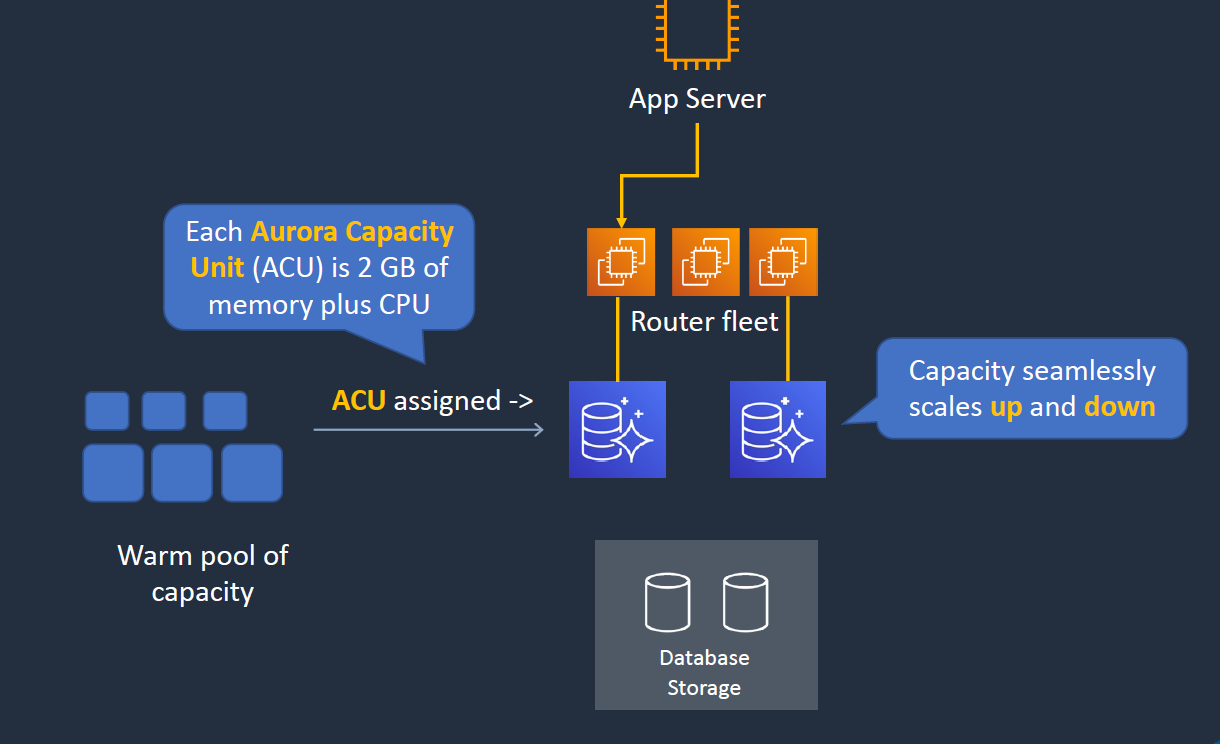 App Server
Each Aurora Capacity
Unit (ACU) is 2 GB of
memory plus CPU
Router fleet
Capacity seamlessly
scales up and down
ACU assigned ->
Warm pool of
capacity
Database
Storage